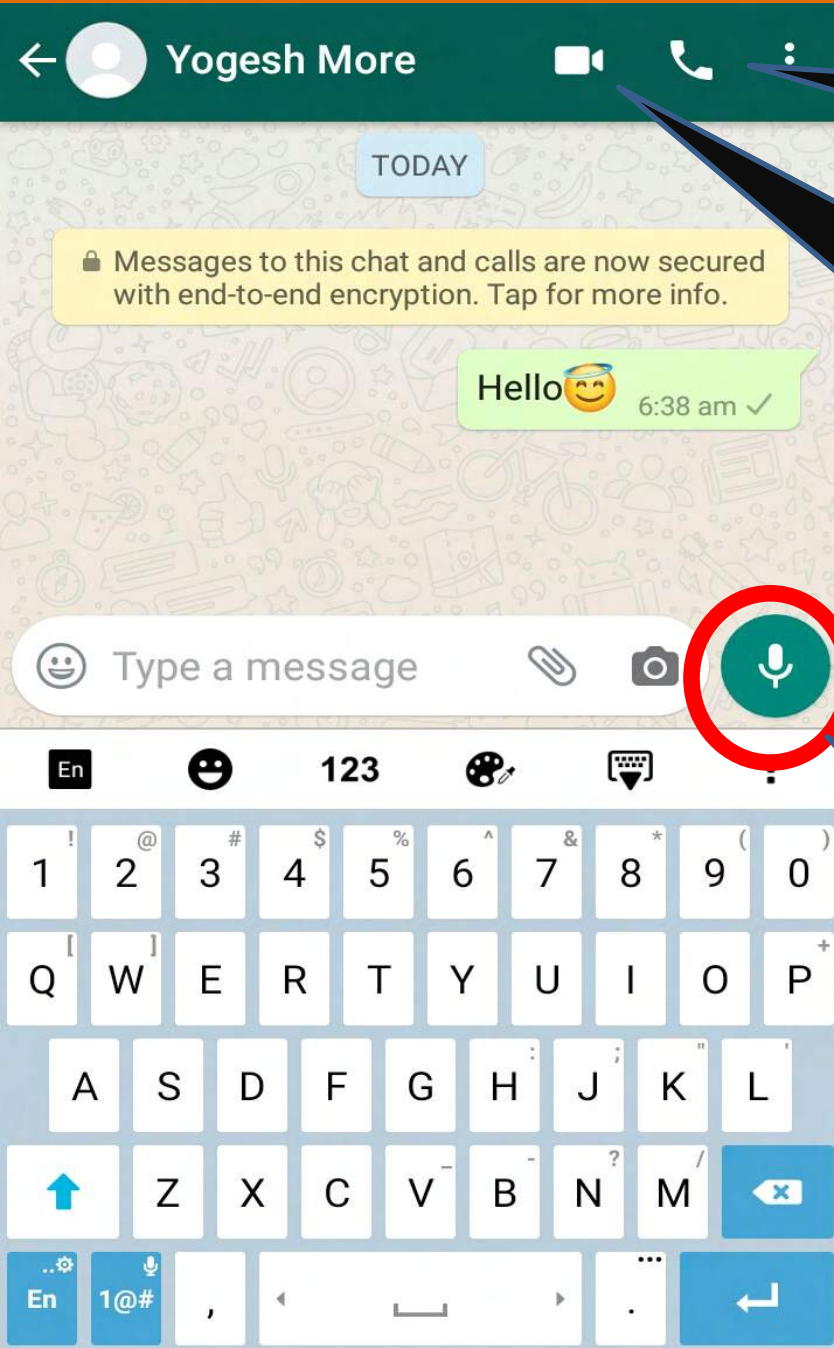 Yogesh More
TODAY
Messages to this chat and calls are now secured
with end-to-end encryption. Tap for more info.
Hello😇 6:38 am
Type a message
En 123
! @ # $ % ^ & * ( )
1 2 3 4 5 6 7 8 9 0
[ ] +
Q W E R T Y U I O P
: ; " '
A S D F G H J K L
_ - ? /
Z X C V B N M
En 1@# , .